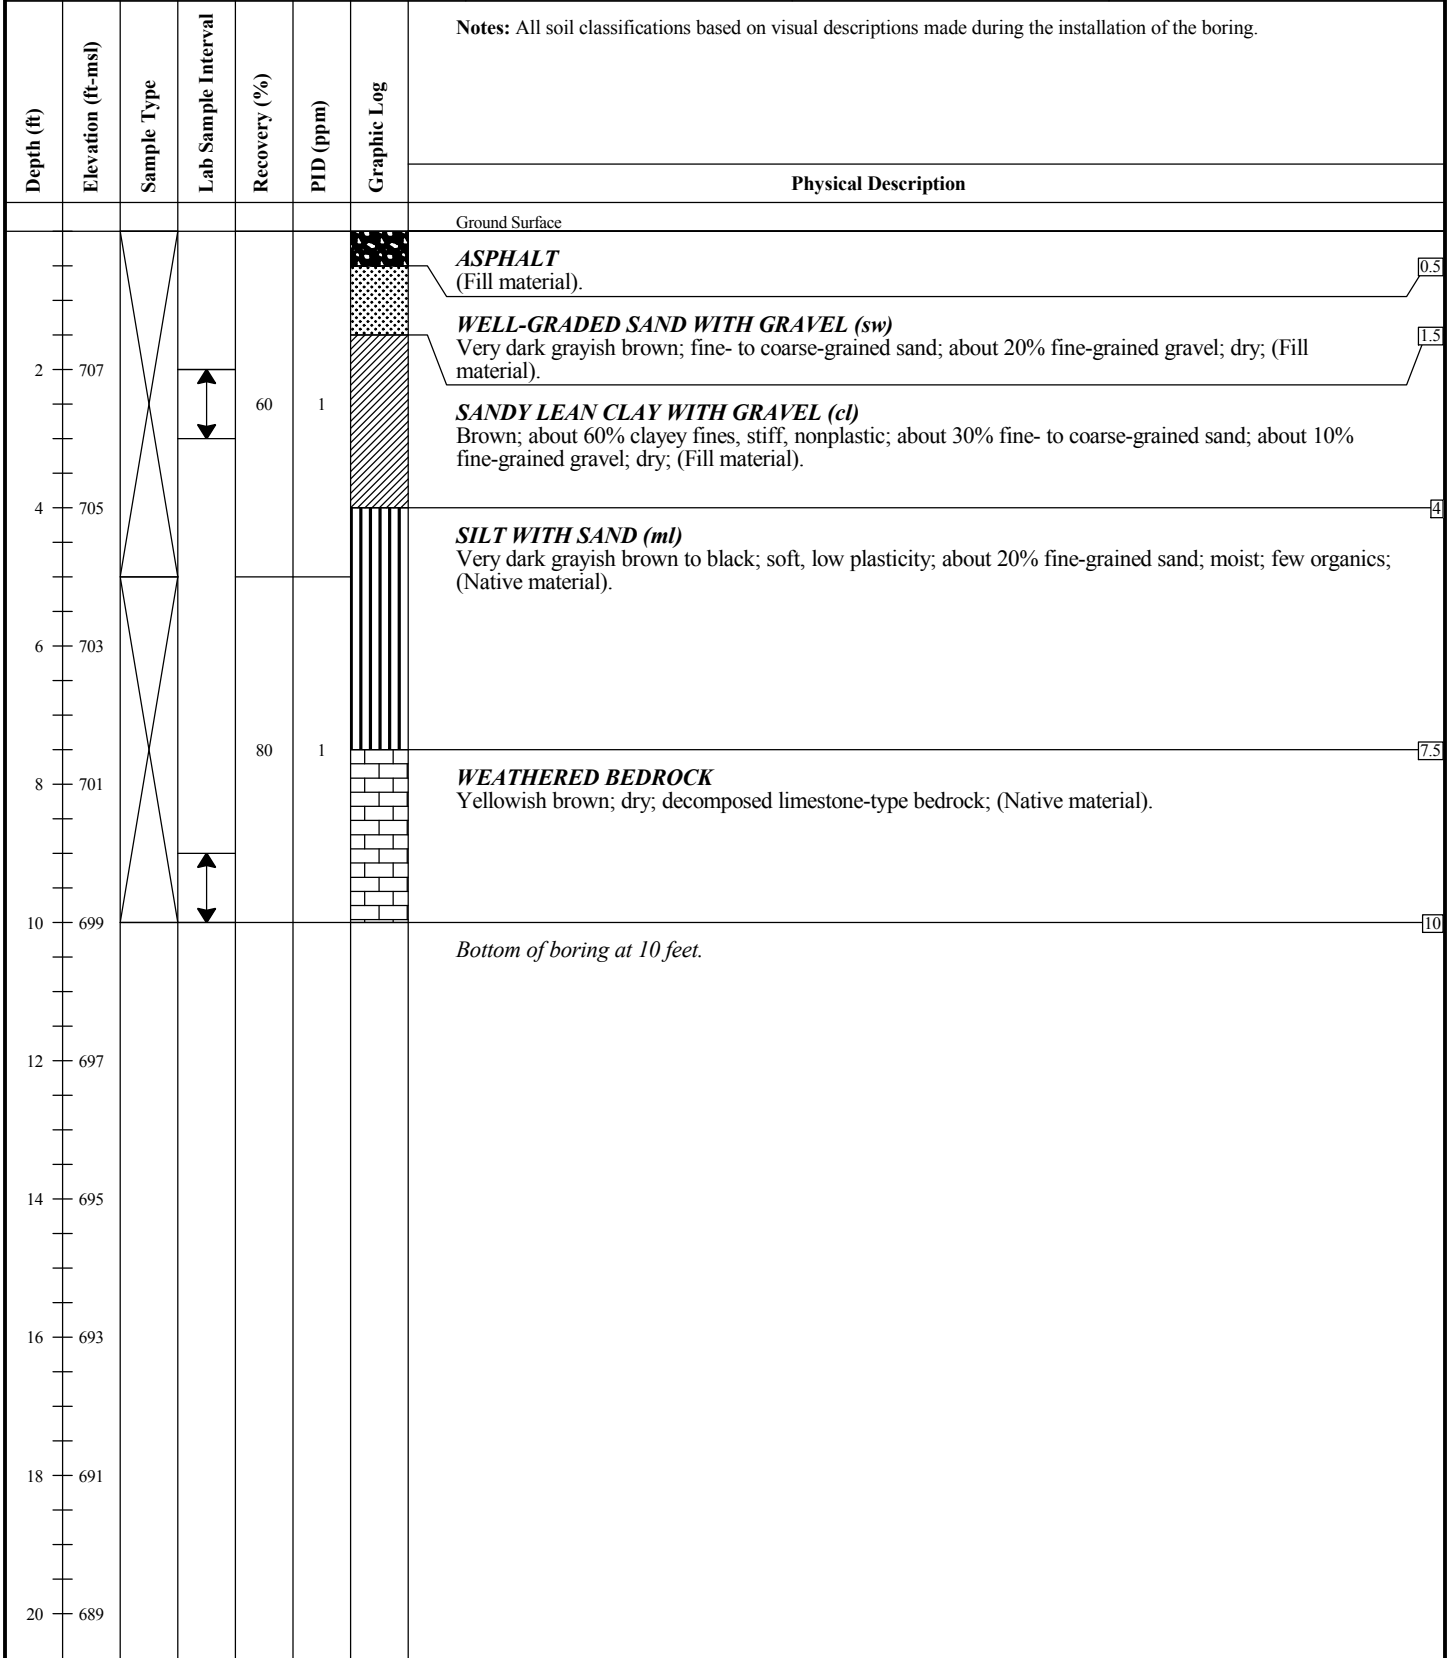 Notes: All soil classifications based on visual descriptions made during the installation of the boring.
Depth (ft)
Elevation (ft-msl)
Sample Type
Lab Sample Interval
Recovery (%)
PID (ppm)
Graphic Log
Physical Description
Ground Surface
ASPHALT
(Fill material).
0.5
WELL-GRADED SAND WITH GRAVEL (sw)
Very dark grayish brown; fine- to coarse-grained sand; about 20% fine-grained gravel; dry; (Fill
material).
1.5
2 707
60 1
SANDY LEAN CLAY WITH GRAVEL (cl)
Brown; about 60% clayey fines, stiff, nonplastic; about 30% fine- to coarse-grained sand; about 10%
fine-grained gravel; dry; (Fill material).
4 705
4
SILT WITH SAND (ml)
Very dark grayish brown to black; soft, low plasticity; about 20% fine-grained sand; moist; few organics;
(Native material).
6 703
80 1
7.5
WEATHERED BEDROCK
8 701
Yellowish brown; dry; decomposed limestone-type bedrock; (Native material).
10 699
10
Bottom of boring at 10 feet.
12 697
14 695
16 693
18 691
20 689